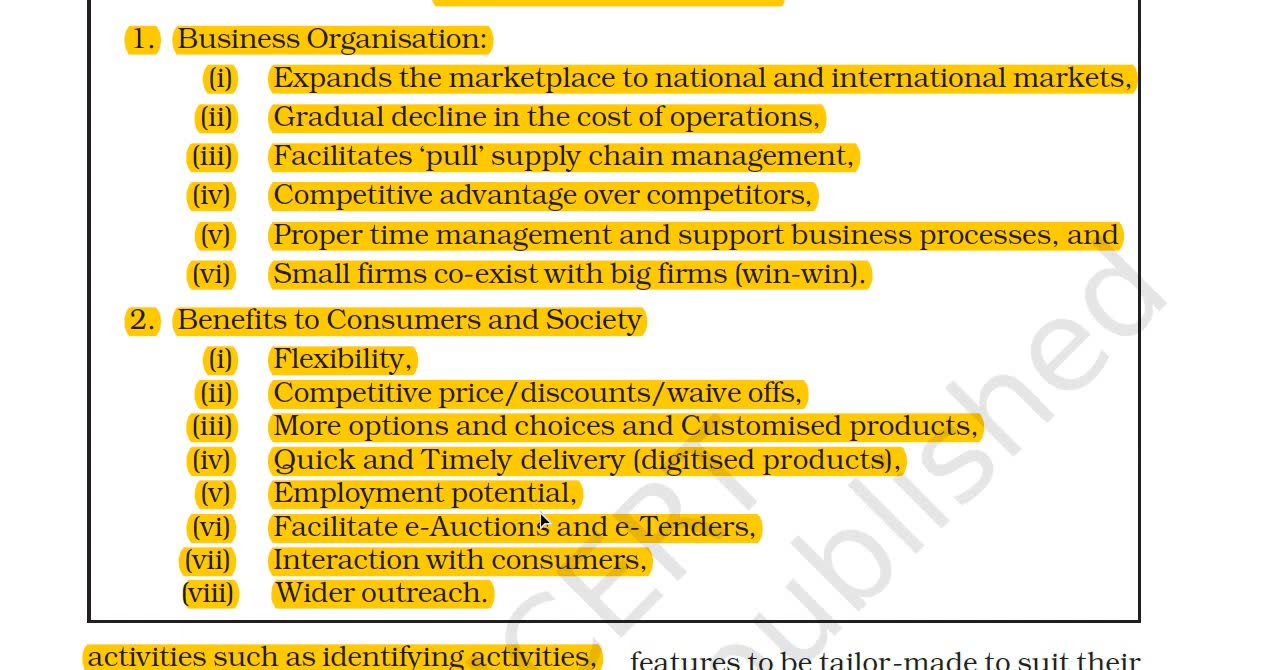 1. Business Organisation:
(i) Expands the marketplace to national and international markets,
(ii) Gradual decline in the cost of operations,
(iii) Facilitates ‘pull’ supply chain management,
(iv) Competitive advantage over competitors,
(v) Proper time management and support business processes, and
(vi) Small firms co-exist with big firms (win-win).
2. Benefits to Consumers and Society
(i) Flexibility,
(ii) Competitive price/discounts/waive offs,
(iii) More options and choices and Customised products,
(iv) Quick and Timely delivery (digitised products),
(v) Employment potential,
(vi) Facilitate e-Auctions and e-Tenders,
(vii) Interaction with consumers,
(viii) Wider outreach.
activities such as identifying activities,
features to be tailor-made to suit their